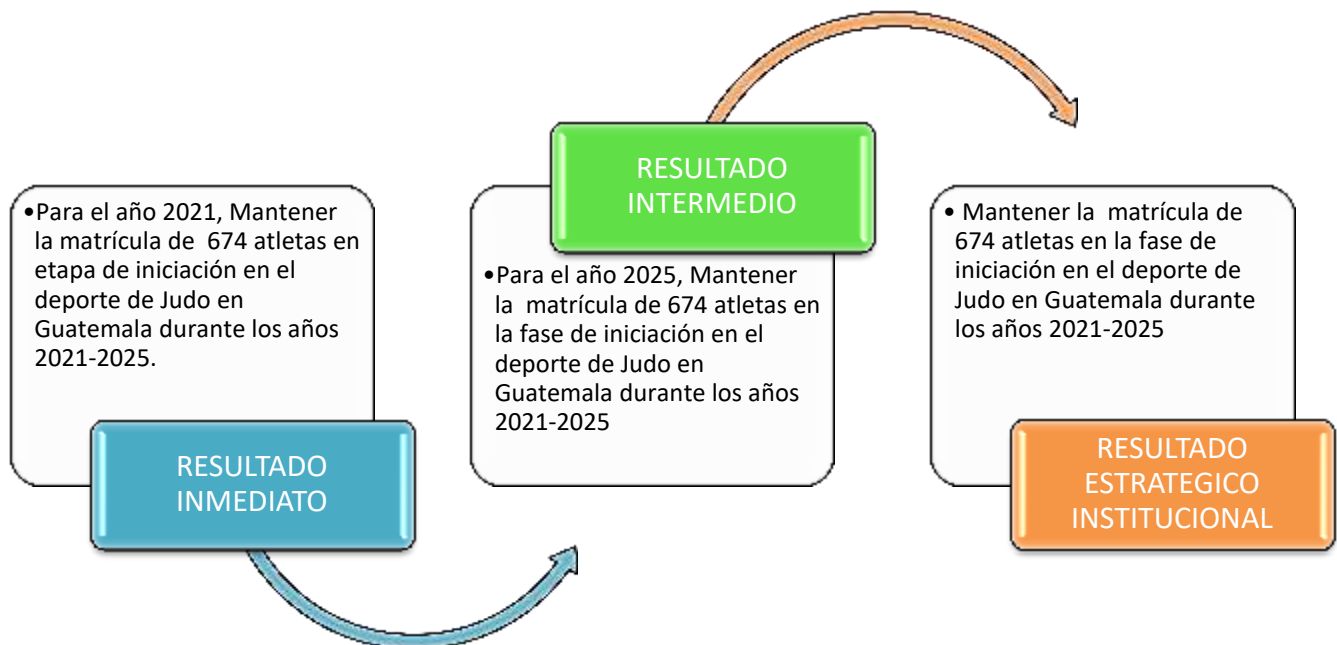 •Para el año 2021, Mantener
la matrícula de 674 atletas en
etapa de iniciación en el
deporte de Judo en
Guatemala durante los años
2021-2025.
RESULTADO
INMEDIATO
RESULTADO
INTERMEDIO
•Para el año 2025, Mantener
la matrícula de 674 atletas en
la fase de iniciación en el
deporte de Judo en
Guatemala durante los años
2021-2025
• Mantener la matrícula de
674 atletas en la fase de
iniciación en el deporte de
Judo en Guatemala durante
los años 2021-2025
RESULTADO
ESTRATEGICO
INSTITUCIONAL